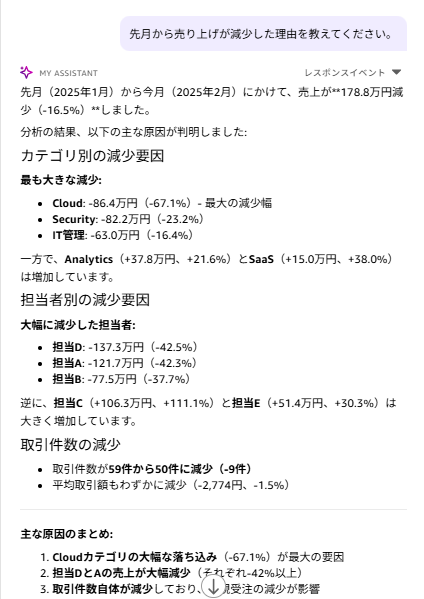 先月から売り上げが減少した理由を教えてください。
MY ASSISTANT
レスポンスイベント
先月（2025年1月）から今月（2025年2月）にかけて、売上が**178.8万円減
少（-16.5%）**しました。
分析の結果、以下の主な原因が判明しました:
カテゴリ別の減少要因
最も大きな減少:
• Cloud: -86.4万円（-67.1%）- 最大の減少幅
• Security: -82.2万円（-23.2%）
• IT管理: -63.0万円（-16.4%）
一方で、Analytics（+37.8万円、+21.6%）とSaaS（+15.0万円、+38.0%）
は増加しています。
担当者別の減少要因
大幅に減少した担当者:
• 担当D: -137.3万円（-42.5%）
• 担当A: -121.7万円（-42.3%）
• 担当B: -77.5万円（-37.7%）
逆に、担当C（+106.3万円、+111.1%）と担当E（+51.4万円、+30.3%）は
大きく増加しています。
取引件数の減少
• 取引件数が59件から50件に減少（-9件）
• 平均取引額もわずかに減少（-2,774円、-1.5%）
主な原因のまとめ:
1. Cloudカテゴリの大幅な落ち込み（-67.1%）が最大の要因
2. 担当DとAの売上が大幅減少（それぞれ-42%以上）
3. 取引件数自体が減少しており、規受注の減少が影響